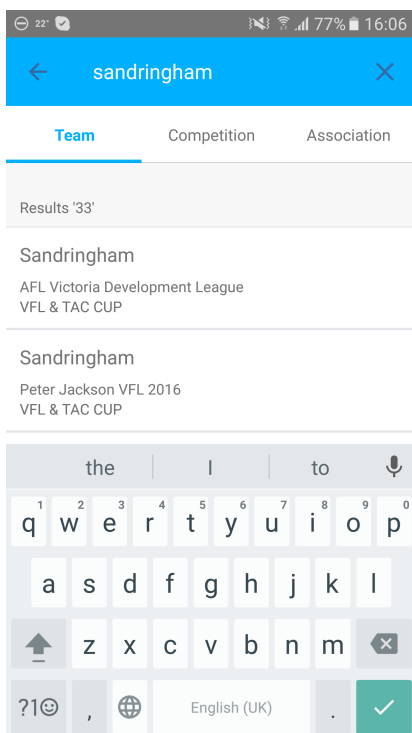 22° 77% 16:06
sandringham
Team Competition Association
Results '33'
Sandringham
AFL Victoria Development League
VFL & TAC CUP
Sandringham
Peter Jackson VFL 2016
VFL & TAC CUP
the I to
1 2 3 4 5 6 7 8 9 0
q w e r t y u i o p
a s d f g h j k l
z x c v b n m
?1☺ , English (UK) .